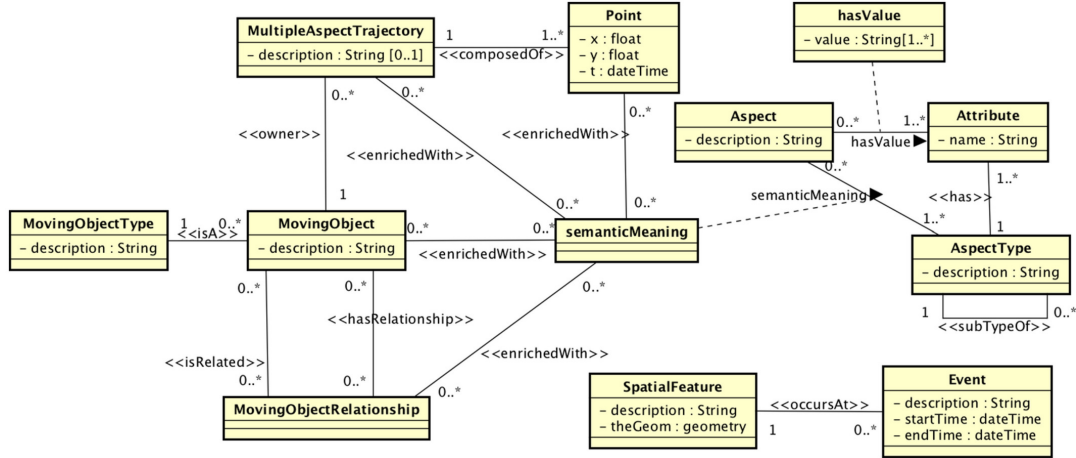 MultipleAspectTrajectory
– description : String [0..1]
1
1..*
<<composedOf>>
Point
– x : float
– y : float
– t : dateTime
hasValue
– value : String[1..*]
0..*
0..*
0..*
Aspect
– description : String
0..*
1..*
hasValue
Attribute
– name : String
<<owner>>
<<enrichedWith>>
<<enrichedWith>>
0..*
semanticMeaning
1..*
<<has>>
1
0..*
0..*
1..*
1
MovingObjectType
– description : String
1
0..*
<<isA>>
MovingObject
– description : String
0..*
0..*
<<enrichedWith>>
semanticMeaning
AspectType
– description : String
0..*
0..*
0..*
1
0..*
<<subTypeOf>>
<<hasRelationship>>
<<isRelated>>
<<enrichedWith>>
0..*
0..*
0..*
MovingObjectRelationship
SpatialFeature
– description : String
– theGeom : geometry
<<occursAt>>
1
0..*
Event
– description : String
– startTime : dateTime
– endTime : dateTime